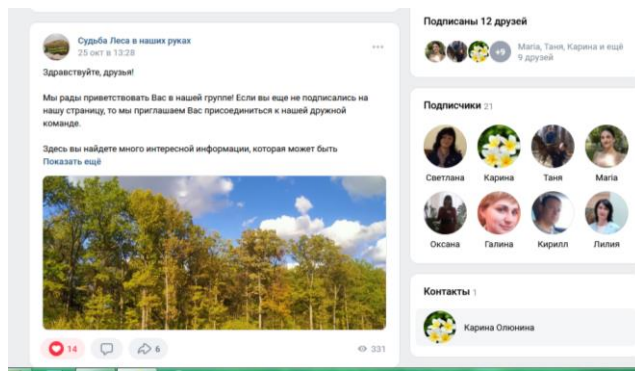 Судьба Леса в наших руках
25 окт в 13:28
Здравствуйте, друзья!
Мы рады приветствовать Вас в нашей группе! Если вы еще не подписались на
нашу страницу, то мы приглашаем Вас присоединиться к нашей дружной
команде.
Здесь вы найдете много интересной информации, которая может быть
Показать ещё
14
6
331
Подписаны 12 друзей
+9
Maria, Таня, Карина и ещё
9 друзей
Подписчики 21
Светлана Карина Таня Maria
Оксана Галина Кирилл Лилия
Контакты 1
Карина Олюнина